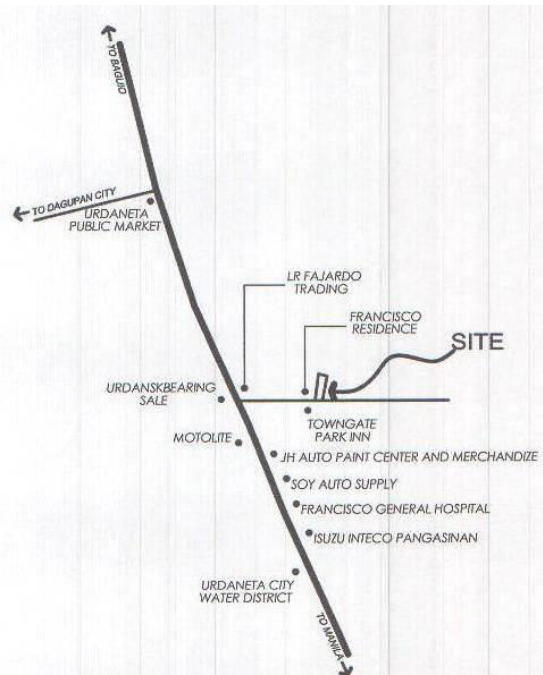 TO BAGUIO
TO DAGUPAN CITY
URDANETA
PUBLIC MARKET
LR FAJARDO
TRADING
FRANCISCO
RESIDENCE
SITE
URDANSKBEARING
SALE
TOWNGATE
PARK INN
MOTOLITE
JH AUTO PAINT CENTER AND MERCHANDIZE
SOY AUTO SUPPLY
FRANCISCO GENERAL HOSPITAL
ISUZU INTECO PANGASINAN
URDANETA CITY
WATER DISTRICT
TO MANILA